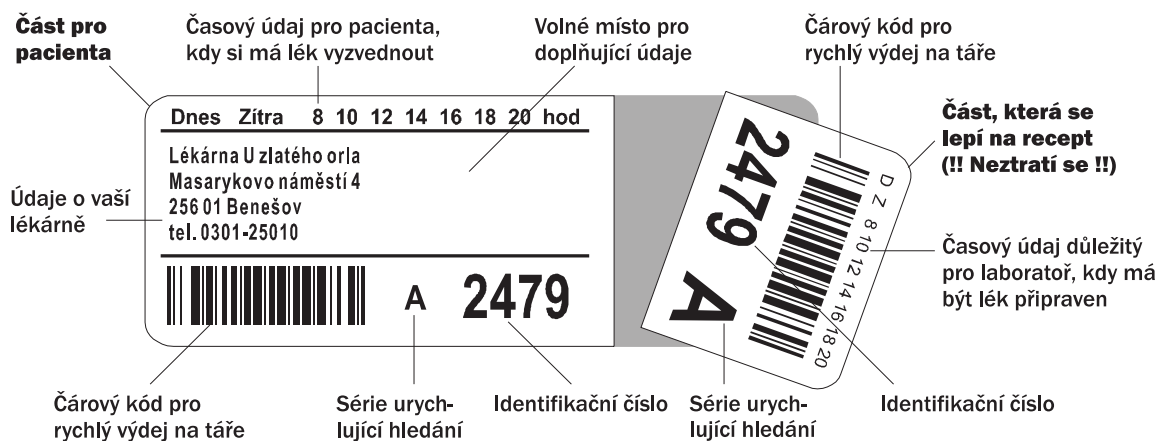 Část pro
pacienta
Časový údaj pro pacienta,
kdy si má lék vyzvednout
Volné místo pro
doplňující údaje
Čárový kód pro
rychlý výdej na táře
Dnes Zítra 8 10 12 14 16 18 20 hod
Lékárna U zlatého orla
Masarykovo náměstí 4
256 01 Benešov
tel. 0301-25010
A 2479
Údaje o vaší
lékárně
2479 A
D Z 8 10 12 14 16 18 20
Část, která se
lepí na recept
(!! Neztratí se !!)
Časový údaj důležitý
pro laboratoř, kdy má
být lék připraven
Čárový kód pro
rychlý výdej na táře
Série urych-
lující hledání
Identifikační číslo
Série urych-
lující hledání
Identifikační číslo